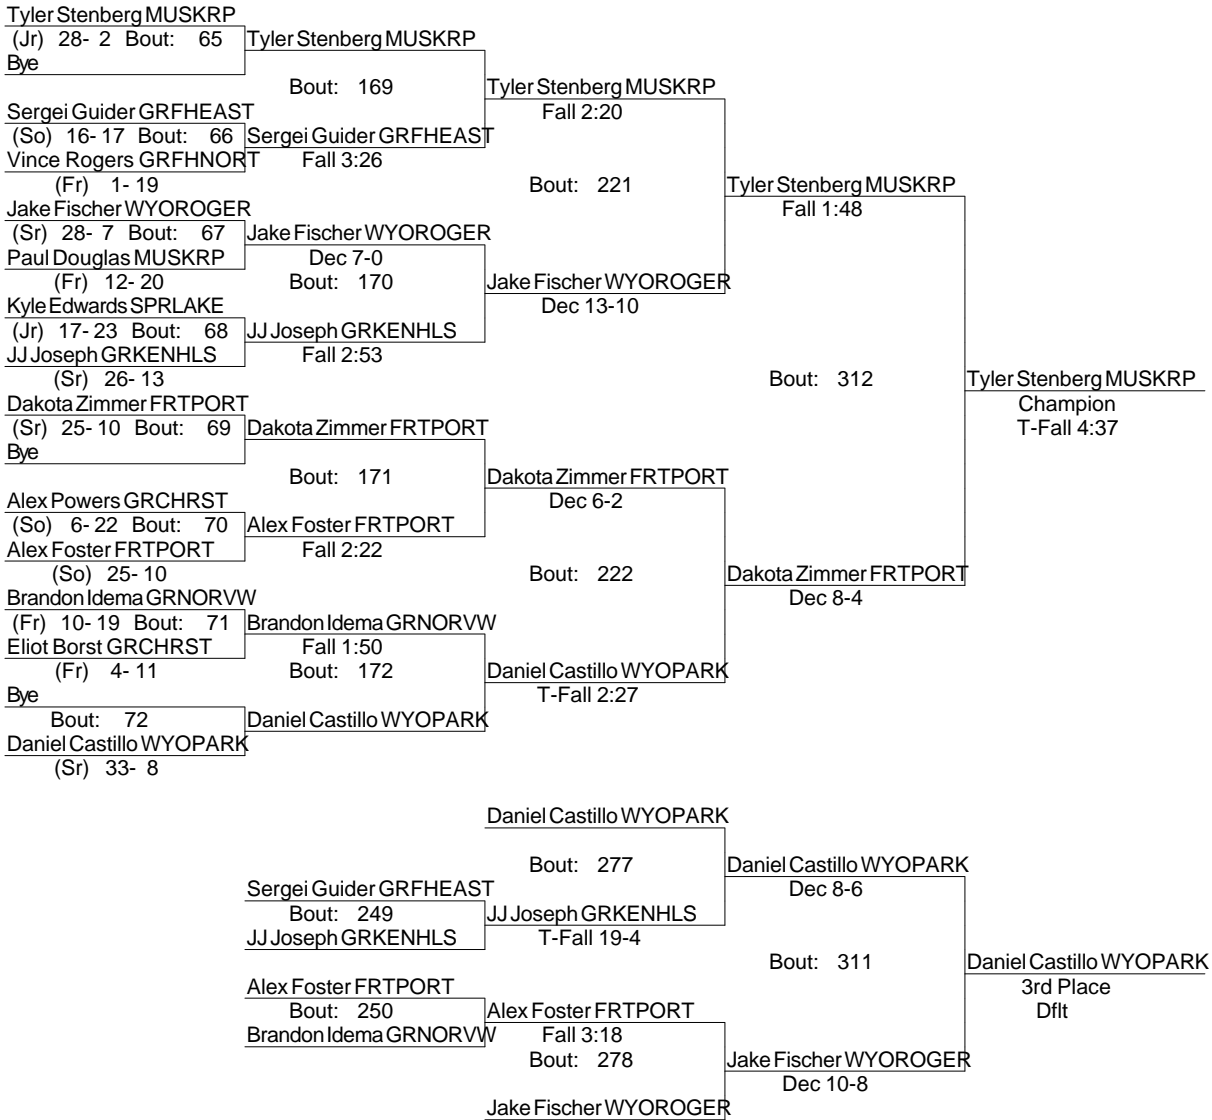 Tyler Stenberg MUSKRP
(Jr) 28- 2 Bout: 65 Tyler Stenberg MUSKRP
Bye
Bout: 169 Tyler Stenberg MUSKRP
Sergei Guider GRFHEAST Fall 2:20
(So) 16- 17 Bout: 66 Sergei Guider GRFHEAST
Vince Rogers GRFHNORT Fall 3:26
(Fr) 1- 19 Bout: 221 Tyler Stenberg MUSKRP
Jake Fischer WYOROGER Fall 1:48
(Sr) 28- 7 Bout: 67 Jake Fischer WYOROGER
Paul Douglas MUSKRP Dec 7-0
(Fr) 12- 20 Bout: 170 Jake Fischer WYOROGER
Kyle Edwards SPRLAKE Dec 13-10
(Jr) 17- 23 Bout: 68 JJ Joseph GRKENHLS
JJ Joseph GRKENHLS Fall 2:53
(Sr) 26- 13 Bout: 312 Tyler Stenberg MUSKRP
Dakota Zimmer FRTPORT Champion
(Sr) 25- 10 Bout: 69 Dakota Zimmer FRTPORT T-Fall 4:37
Bye
Bout: 171 Dakota Zimmer FRTPORT
Alex Powers GRCHRST Dec 6-2
(So) 6- 22 Bout: 70 Alex Foster FRTPORT
Alex Foster FRTPORT Fall 2:22
(So) 25- 10 Bout: 222 Dakota Zimmer FRTPORT
Brandon Idema GRNORVW Dec 8-4
(Fr) 10- 19 Bout: 71 Brandon Idema GRNORVW
Eliot Borst GRCHRST Fall 1:50
(Fr) 4- 11 Bout: 172 Daniel Castillo WYOPARK
Bye T-Fall 2:27
Bout: 72 Daniel Castillo WYOPARK
Daniel Castillo WYOPARK
(Sr) 33- 8
Daniel Castillo WYOPARK
Bout: 277 Daniel Castillo WYOPARK
Sergei Guider GRFHEAST Dec 8-6
Bout: 249 JJ Joseph GRKENHLS
JJ Joseph GRKENHLS T-Fall 19-4
Bout: 311 Daniel Castillo WYOPARK
Alex Foster FRTPORT 3rd Place
Bout: 250 Alex Foster FRTPORT Dflt
Brandon Idema GRNORVW Fall 3:18
Bout: 278 Jake Fischer WYOROGER
Dec 10-8
Jake Fischer WYOROGER